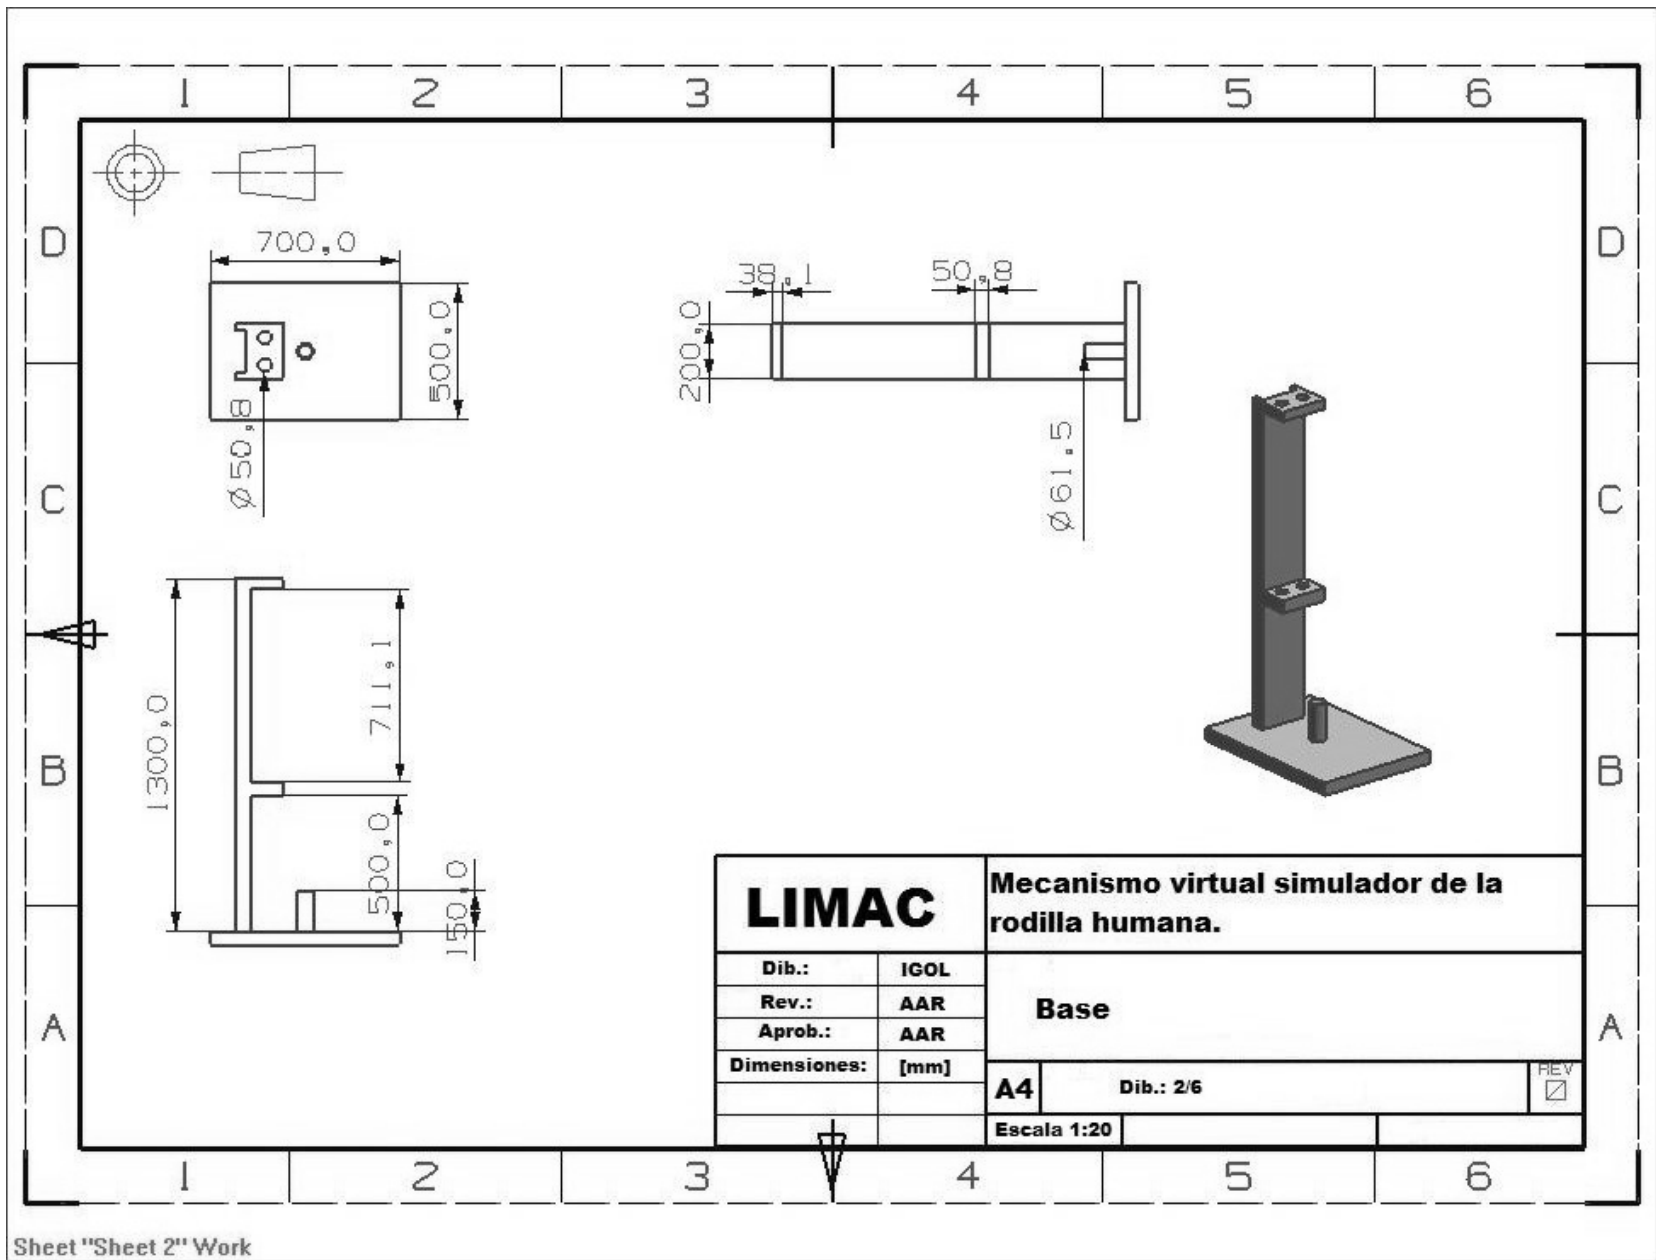 1 2 3 4 5 6
D D
700,0
38,1 50,8
500,0
200,0
Ø50,8
Ø61.5
C C
1300,0
711,1
B B
500,0
150,0
LIMAC
Mecanismo virtual simulador de la
rodilla humana.
Dib.: IGOL
Rev.: AAR
Base
Aprob.: AAR
A A
Dimensiones: [mm]
A4 Dib.: 2/6 REV
Escala 1:20
1 2 3 4 5 6
Sheet "Sheet 2" Work